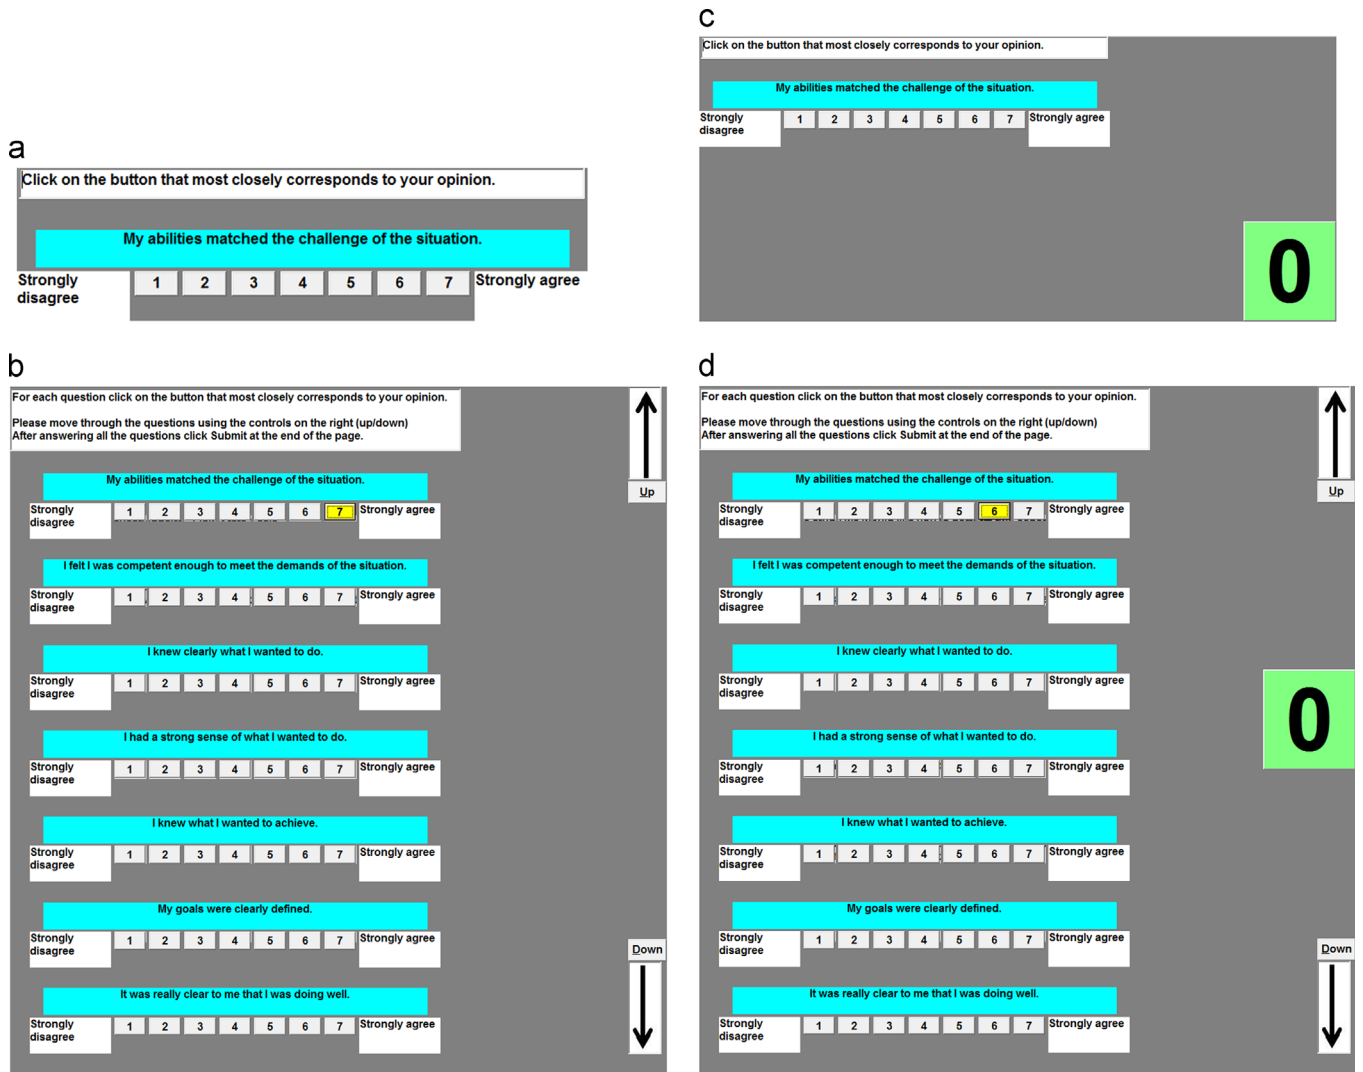 a
Click on the button that most closely corresponds to your opinion.
My abilities matched the challenge of the situation.
Strongly disagree 1 2 3 4 5 6 7 Strongly agree
b
For each question click on the button that most closely corresponds to your opinion.
Please move through the questions using the controls on the right (up/down)
After answering all the questions click Submit at the end of the page.
Up
My abilities matched the challenge of the situation.
Strongly disagree 1 2 3 4 5 6 7 Strongly agree
I felt I was competent enough to meet the demands of the situation.
Strongly disagree 1 2 3 4 5 6 7 Strongly agree
I knew clearly what I wanted to do.
Strongly disagree 1 2 3 4 5 6 7 Strongly agree
I had a strong sense of what I wanted to do.
Strongly disagree 1 2 3 4 5 6 7 Strongly agree
I knew what I wanted to achieve.
Strongly disagree 1 2 3 4 5 6 7 Strongly agree
My goals were clearly defined.
Strongly disagree 1 2 3 4 5 6 7 Strongly agree
Down
It was really clear to me that I was doing well.
Strongly disagree 1 2 3 4 5 6 7 Strongly agree
c
Click on the button that most closely corresponds to your opinion.
My abilities matched the challenge of the situation.
Strongly disagree 1 2 3 4 5 6 7 Strongly agree
0
d
For each question click on the button that most closely corresponds to your opinion.
Please move through the questions using the controls on the right (up/down)
After answering all the questions click Submit at the end of the page.
Up
My abilities matched the challenge of the situation.
Strongly disagree 1 2 3 4 5 6 7 Strongly agree
I felt I was competent enough to meet the demands of the situation.
Strongly disagree 1 2 3 4 5 6 7 Strongly agree
I knew clearly what I wanted to do.
Strongly disagree 1 2 3 4 5 6 7 Strongly agree
0
I had a strong sense of what I wanted to do.
Strongly disagree 1 2 3 4 5 6 7 Strongly agree
I knew what I wanted to achieve.
Strongly disagree 1 2 3 4 5 6 7 Strongly agree
My goals were clearly defined.
Strongly disagree 1 2 3 4 5 6 7 Strongly agree
Down
It was really clear to me that I was doing well.
Strongly disagree 1 2 3 4 5 6 7 Strongly agree